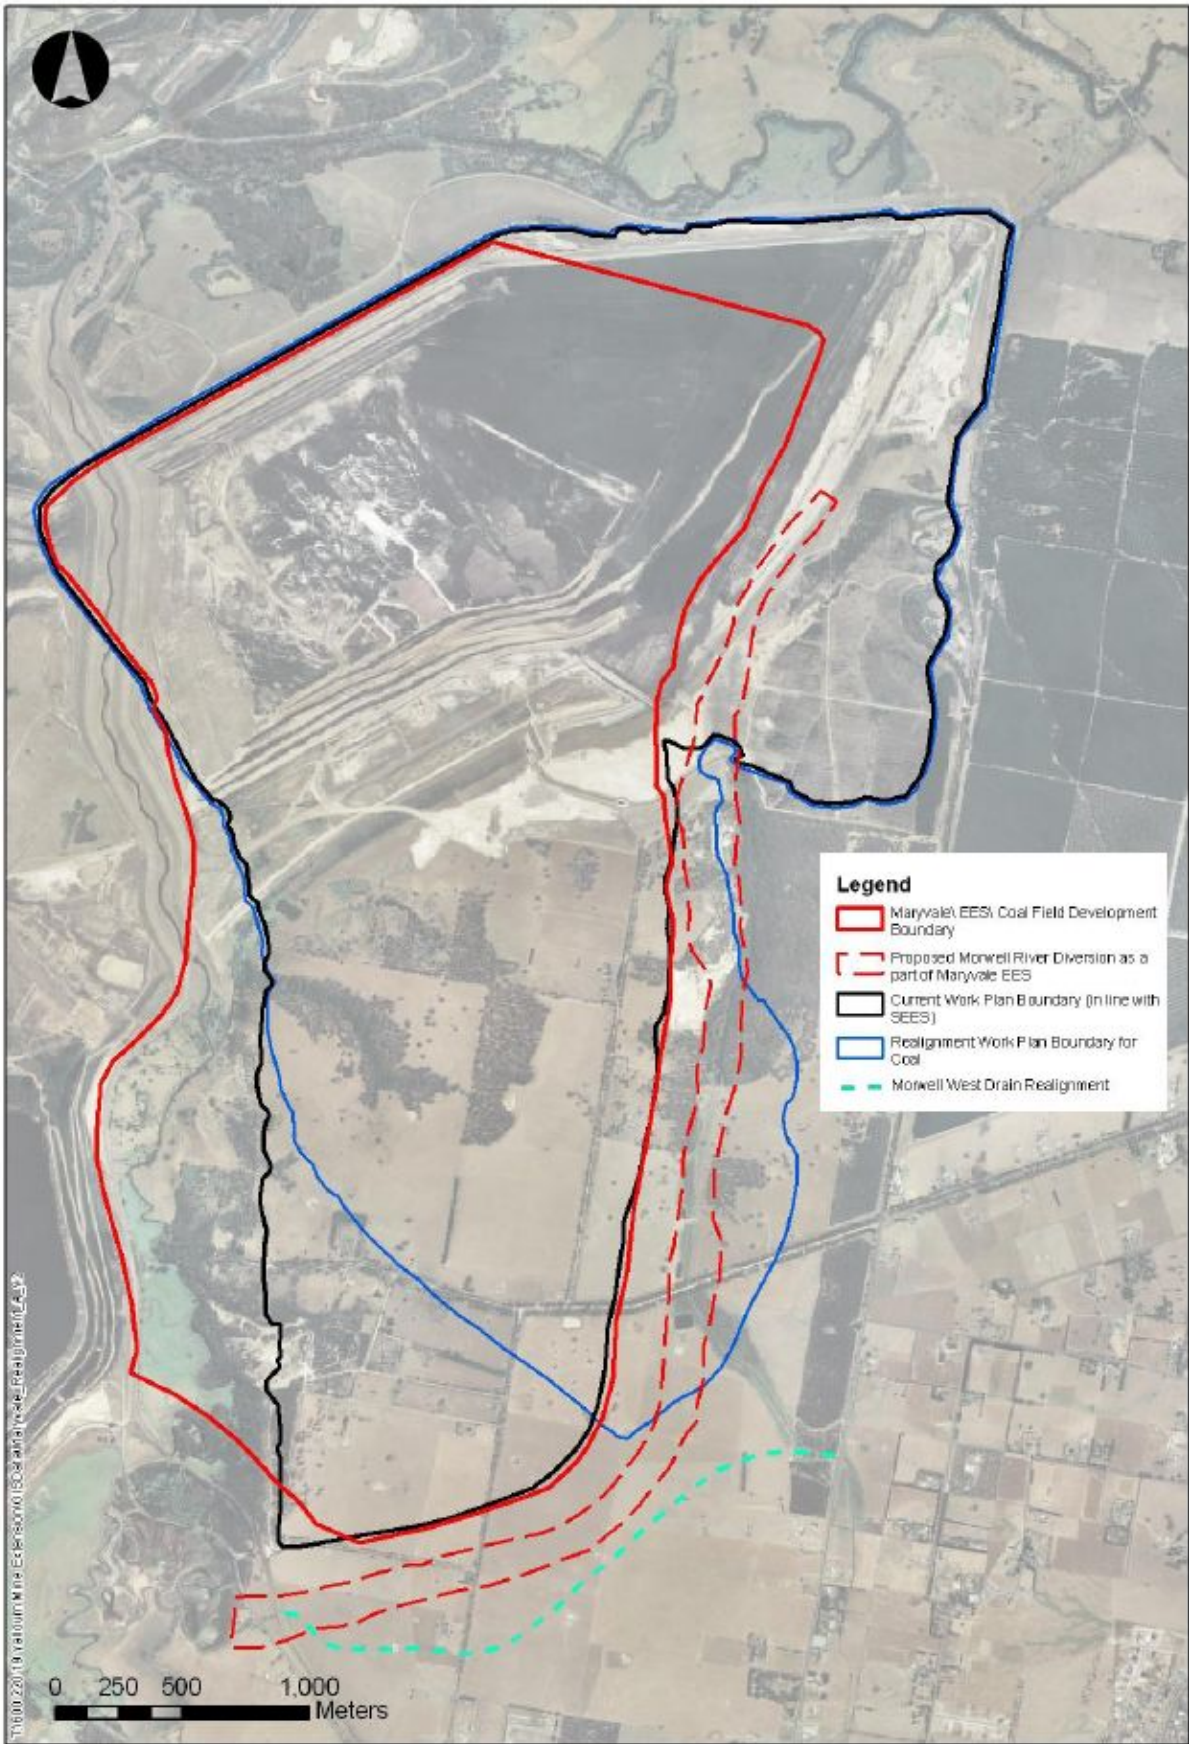 Legend
Maryvale\ EES\ Coal Field Development
Boundary
Proposed Morwell River Diversion as a
part of Maryvale EES
Current Work Plan Boundary (in line with
SEES)
Realignment Work Plan Boundary for
Coal
Morwell West Drain Realignment
0 250 500 1,000
Meters